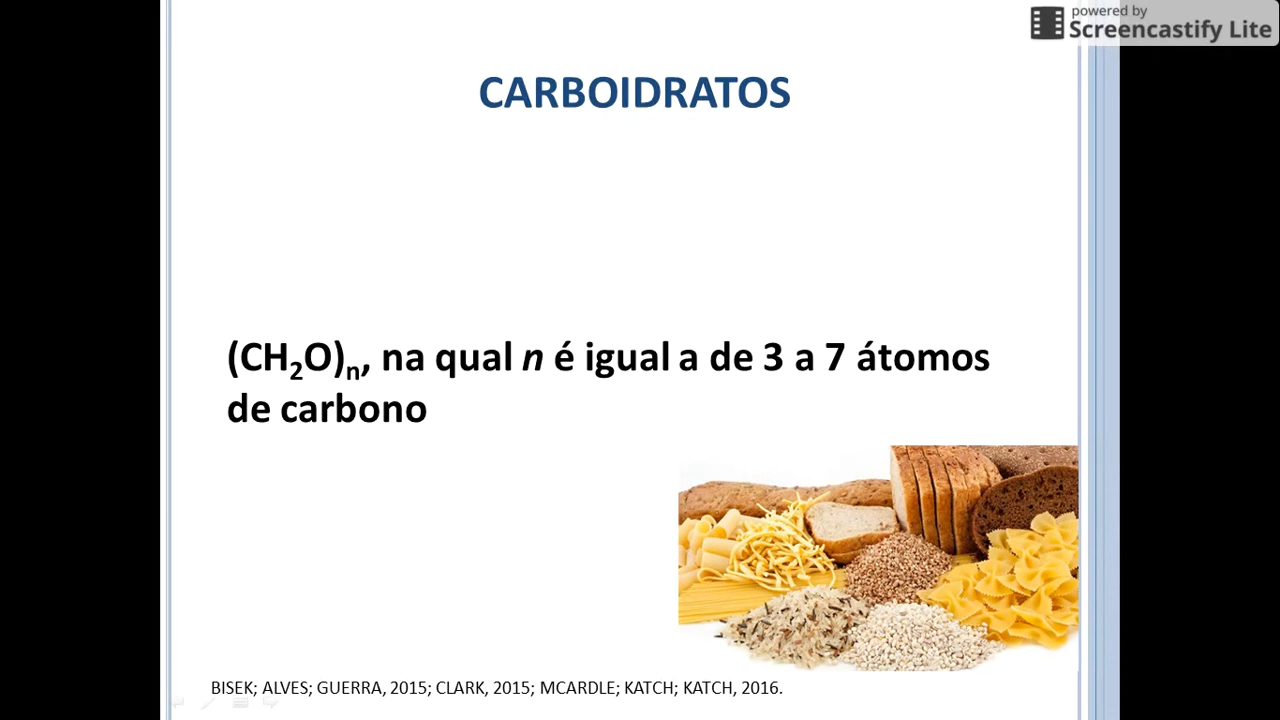 powered by
Screencastify Lite
CARBOIDRATOS
(CH₂O)ₙ, na qual n é igual a de 3 a 7 átomos
de carbono
BISEK; ALVES; GUERRA, 2015; CLARK, 2015; MCARDLE; KATCH; KATCH, 2016.